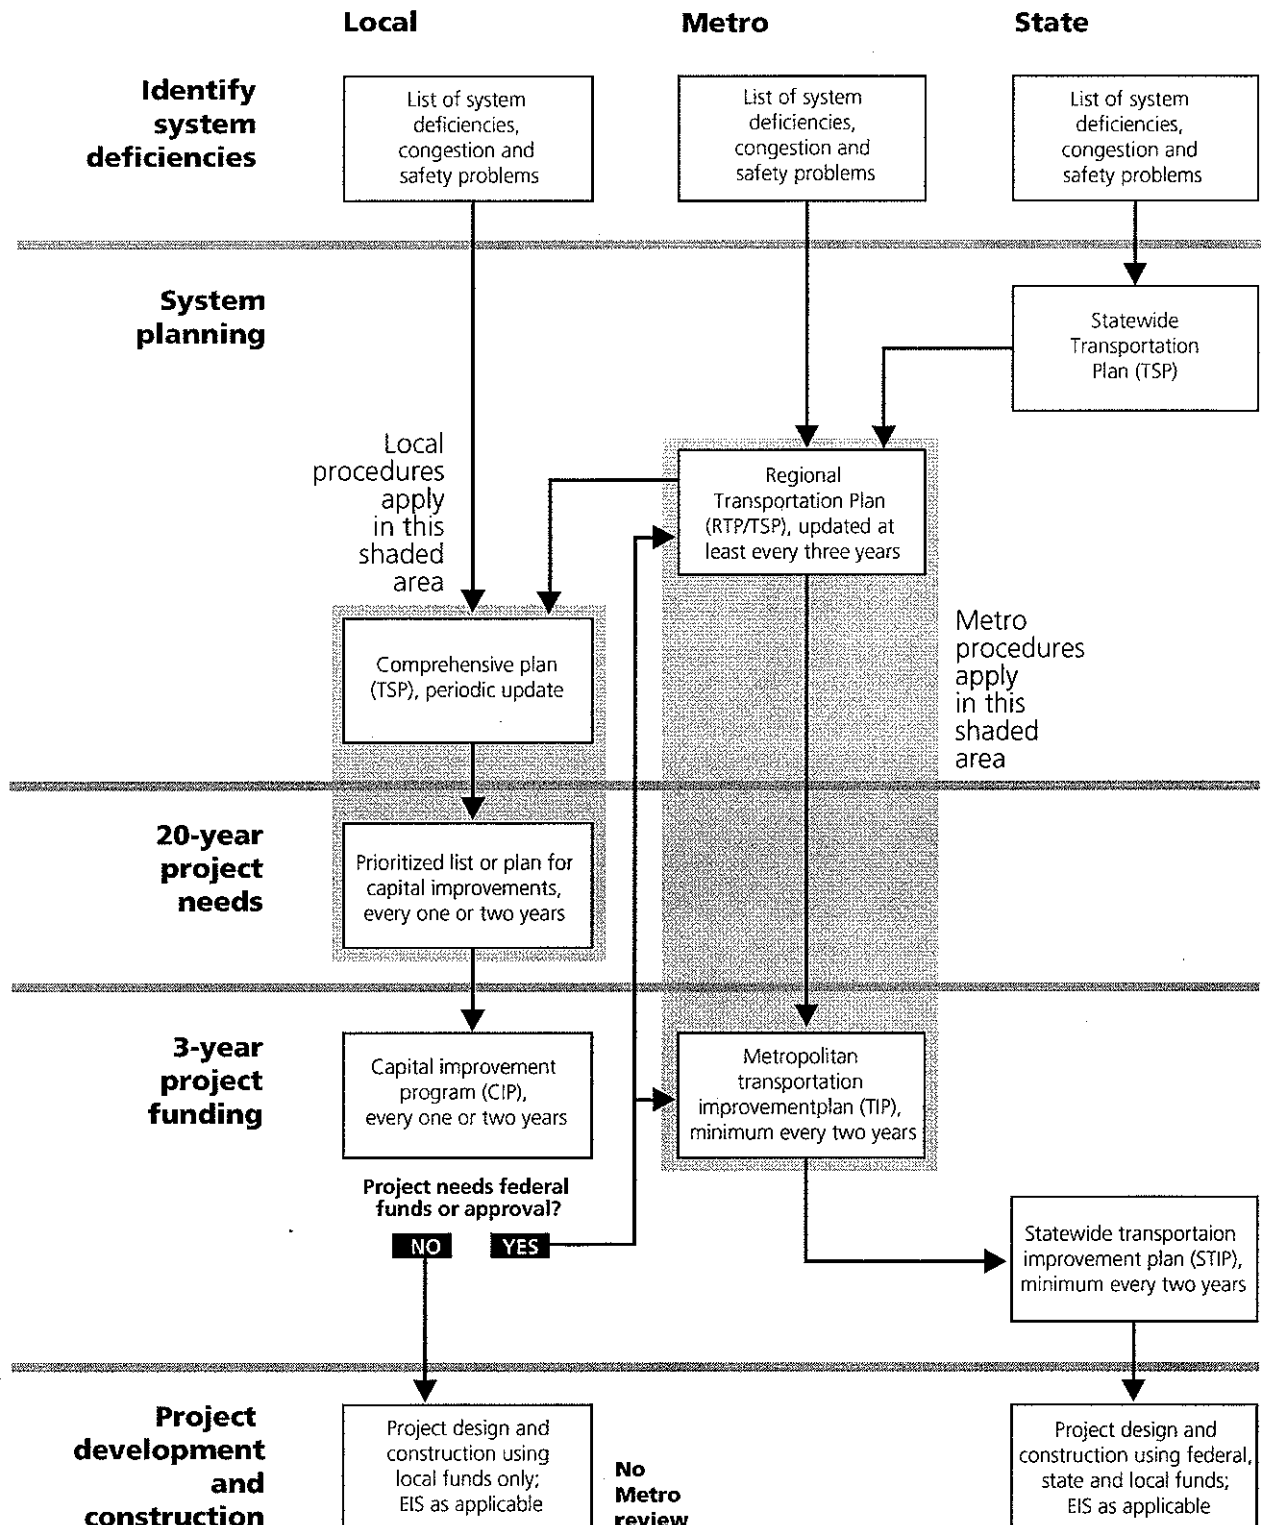 Local
Metro
State
Identify
system
deficiencies
List of system
deficiencies,
congestion and
safety problems
List of system
deficiencies,
congestion and
safety problems
List of system
deficiencies,
congestion and
safety problems
System
planning
Statewide
Transportation
Plan (TSP)
Local
procedures
apply
in this
shaded
area
Regional
Transportation Plan
(RTP/TSP), updated at
least every three years
Comprehensive plan
(TSP), periodic update
Metro
procedures
apply
in this
shaded
area
20-year
project
needs
Prioritized list or plan for
capital improvements,
every one or two years
3-year
project
funding
Capital improvement
program (CIP),
every one or two years
Metropolitan
transportation
improvementplan (TIP),
minimum every two years
Project needs federal
funds or approval?
NO
YES
Statewide transportaion
improvement plan (STIP),
minimum every two years
Project
development
and
construction
Project design and
construction using
local funds only;
EIS as applicable
No
Metro
review
Project design and
construction using federal,
state and local funds;
EIS as applicable